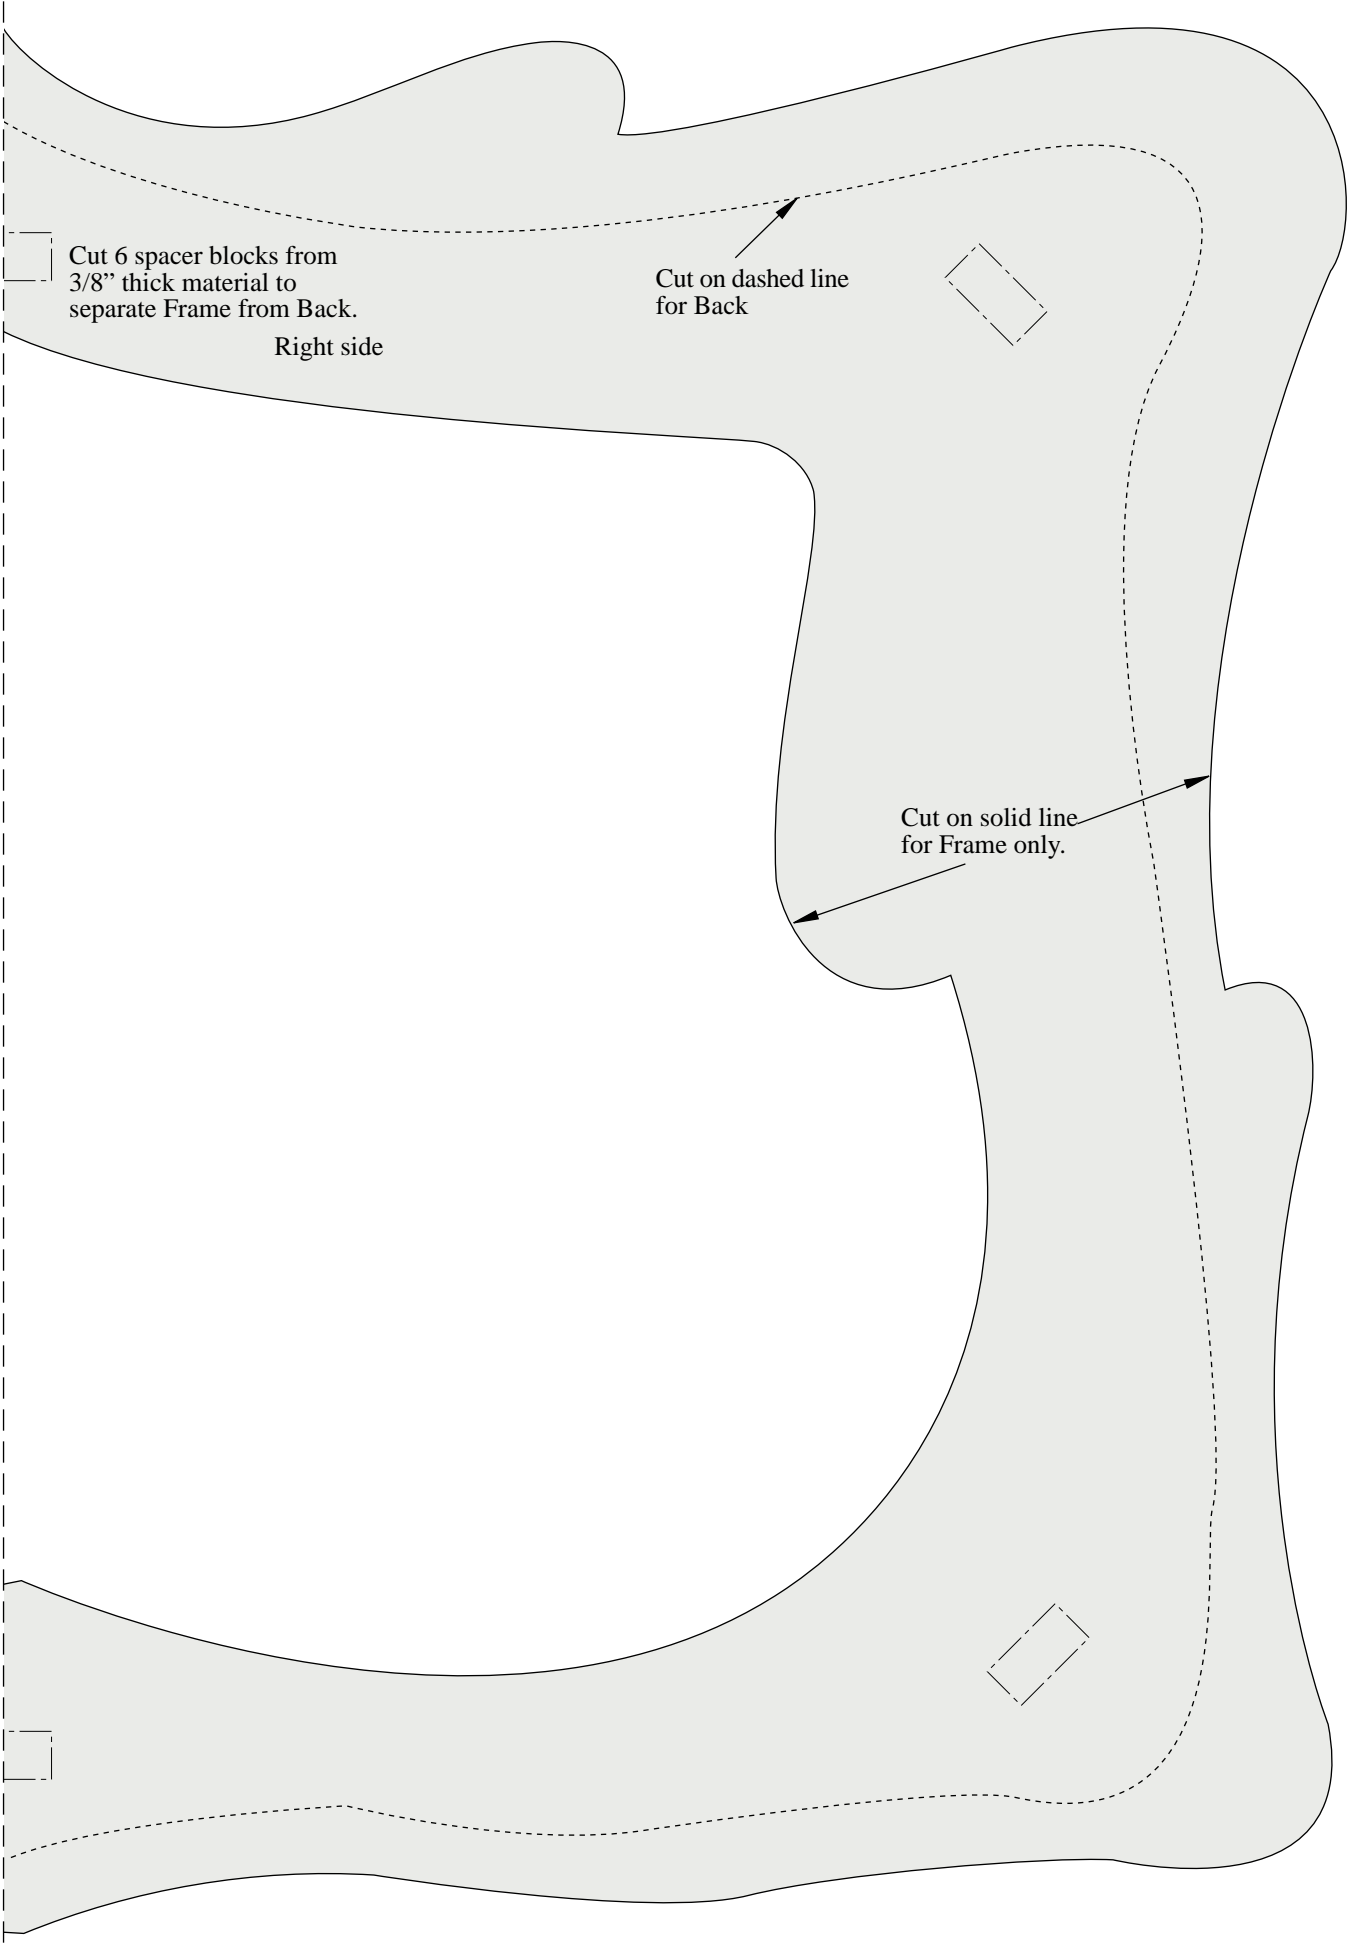 Cut 6 spacer blocks from
3/8” thick material to
separate Frame from Back.
Right side
Cut on dashed line
for Back
Cut on solid line
for Frame only.